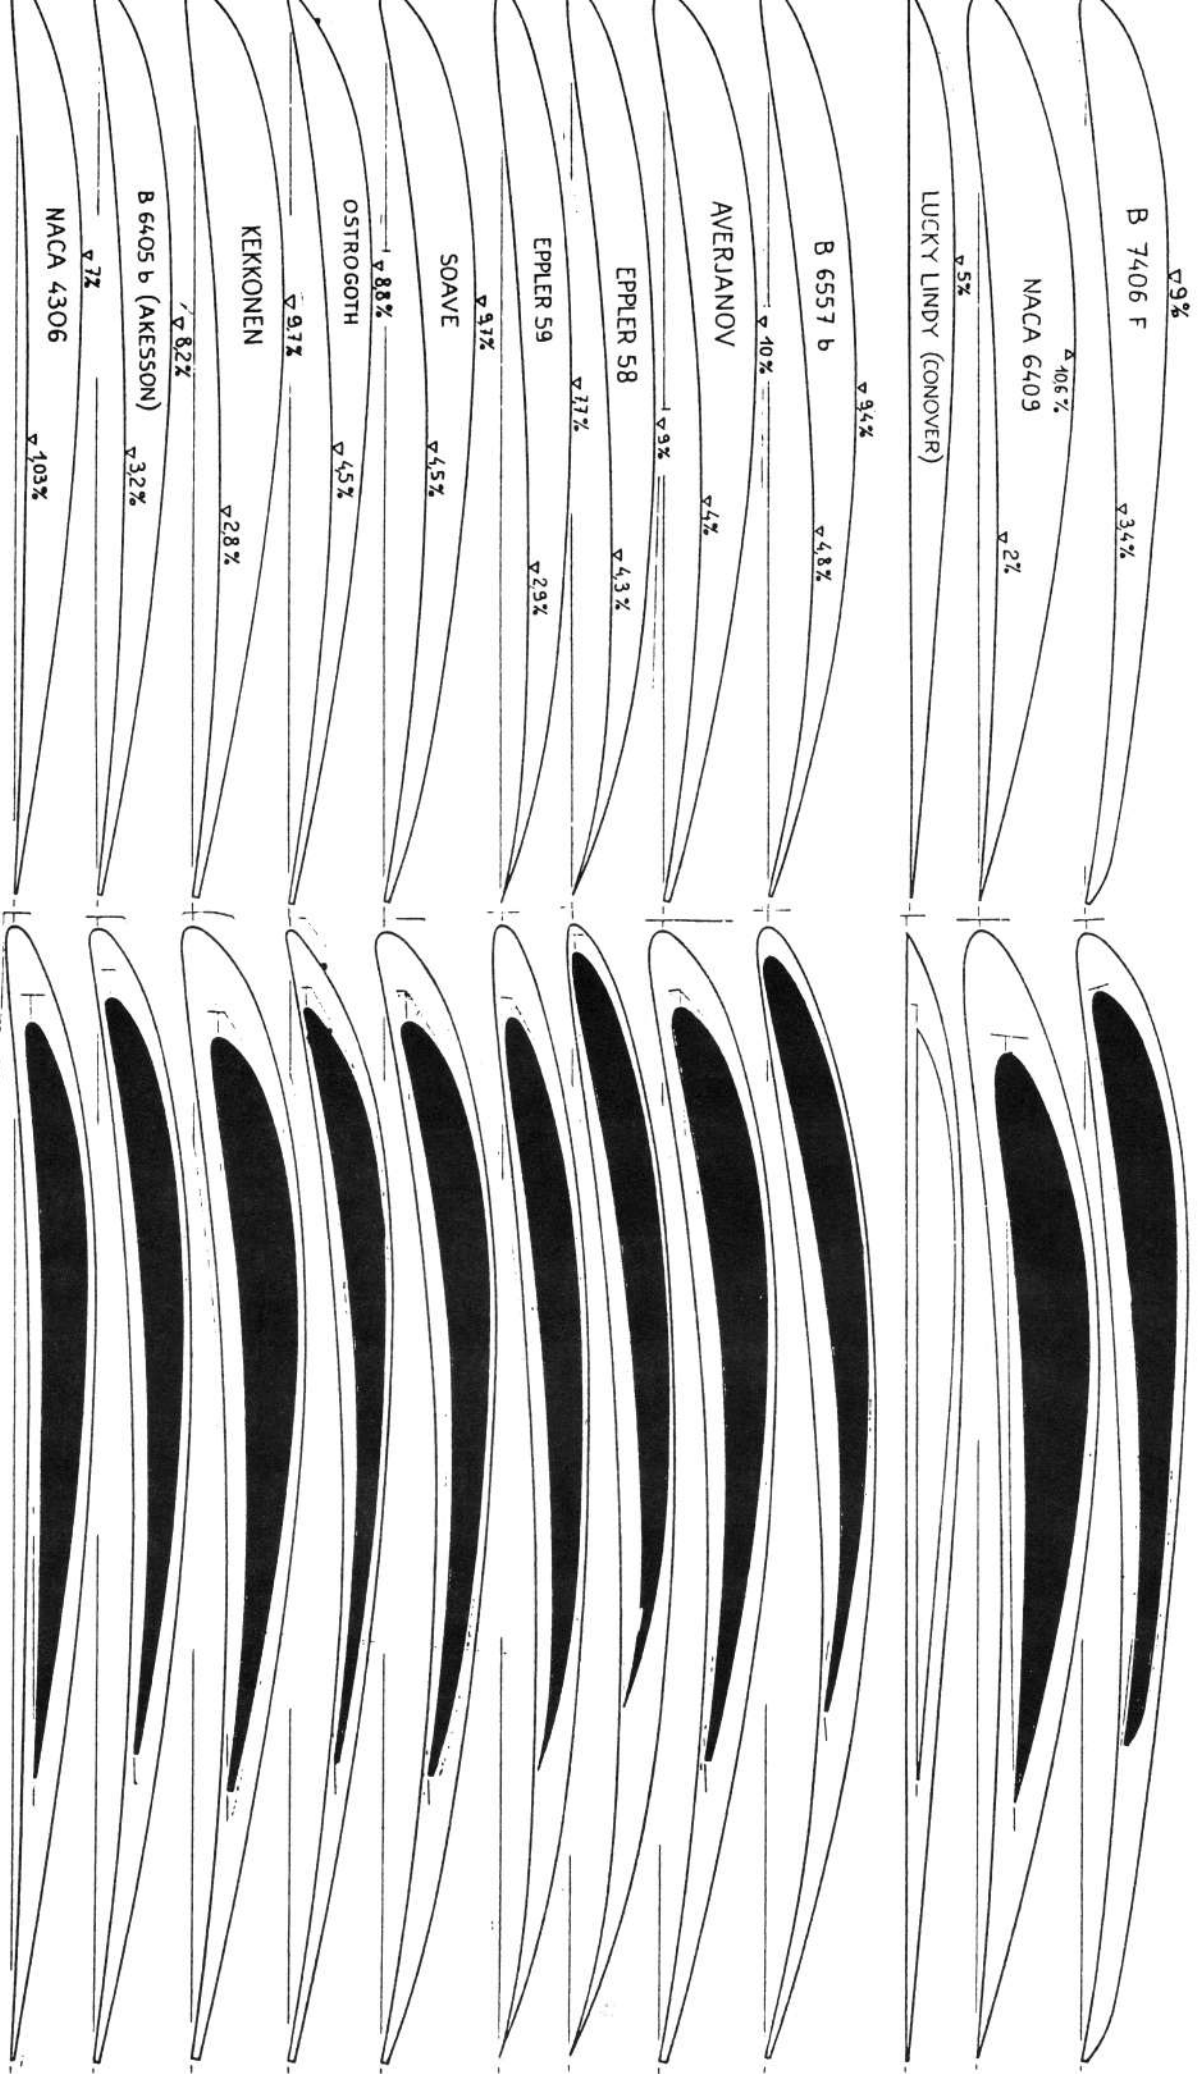 ▽9%
B 7406 F
▽3,4%
△10,6%
NACA 6409
▽2%
▽5%
LUCKY LINDY (CONOVER)
▽9,4%
B 6557 b
▽4,8%
▽10%
AVERJANOV
▽4%
▽9%
EPPLER 58
▽4,3%
▽7,7%
EPPLER 59
▽2,9%
▽9,7%
SOAVE
▽4,5%
▽8,8%
OSTROGOTH
▽4,5%
▽9,7%
KEKKONEN
▽2,8%
▽8,2%
B 6405 b (AKESSON)
▽3,2%
▽7%
NACA 4306
▽1,03%